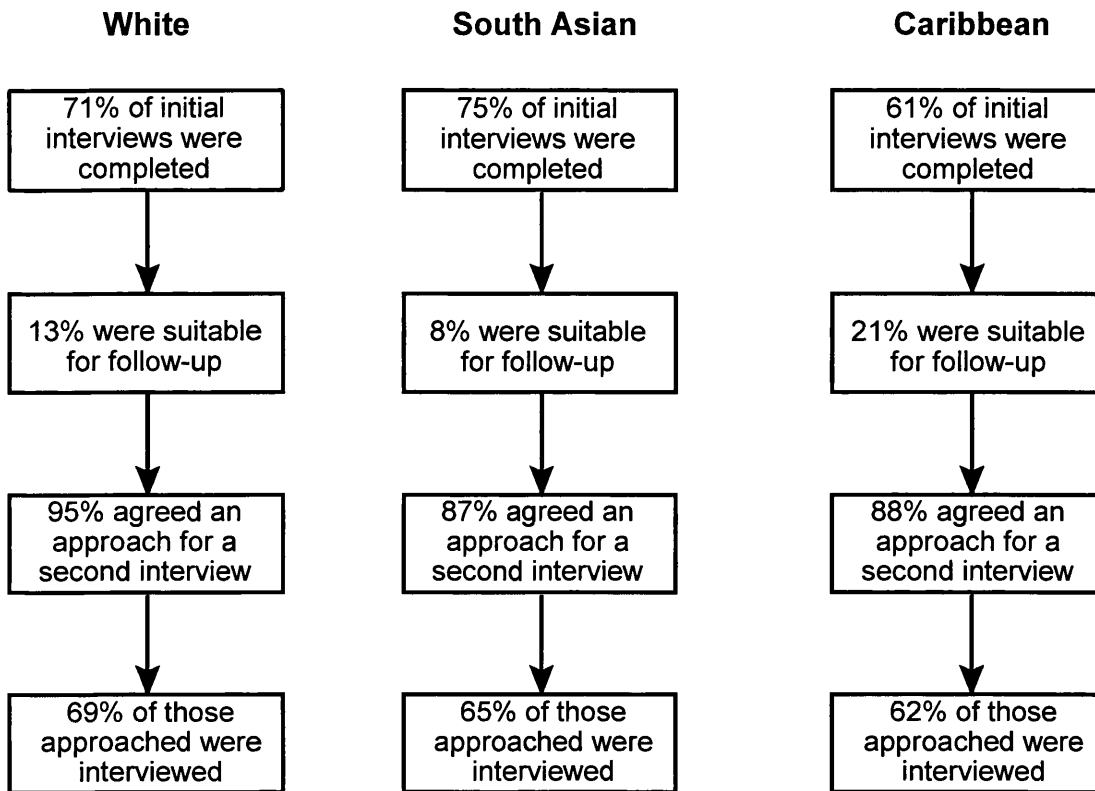 White
South Asian
Caribbean
71% of initial
interviews were
completed
75% of initial
interviews were
completed
61% of initial
interviews were
completed
13% were suitable
for follow-up
8% were suitable
for follow-up
21% were suitable
for follow-up
95% agreed an
approach for a
second interview
87% agreed an
approach for a
second interview
88% agreed an
approach for a
second interview
69% of those
approached were
interviewed
65% of those
approached were
interviewed
62% of those
approached were
interviewed